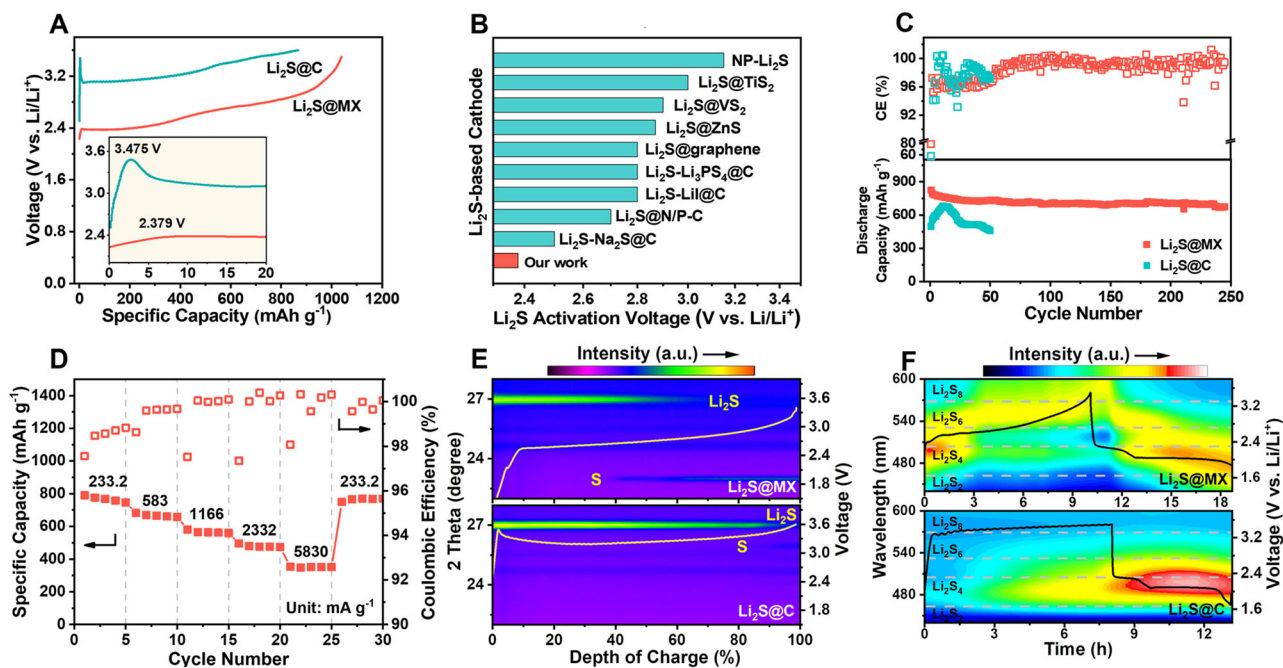 A
Voltage (V vs. Li/Li⁺)
3.6
2.4
1.2
0.0
Li₂S@C
Li₂S@MX
3.6
3.0
2.4
3.475 V
2.379 V
0 5 10 15 20
0 200 400 600 800 1000 1200
Specific Capacity (mAh g⁻¹)
B
Li₂S-based Cathode
NP-Li₂S
Li₂S@TiS₂
Li₂S@VS₂
Li₂S@ZnS
Li₂S@graphene
Li₂S-Li₃PS₄@C
Li₂S-LiI@C
Li₂S@N/P-C
Li₂S-Na₂S@C
Our work
2.4 2.7 3.0 3.3
Li₂S Activation Voltage (V vs. Li/Li⁺)
C
CE (%)
100
96
92
80
60
Discharge
Capacity (mAh g⁻¹)
900
600
300
0
Li₂S@MX
Li₂S@C
0 50 100 150 200 250
Cycle Number
D
Specific Capacity (mAh g⁻¹)
1400
1200
1000
800
600
400
200
0
233.2
583
1166
2332
5830
233.2
Unit: mA g⁻¹
100
98
96
94
92
90
Coulombic Efficiency (%)
0 5 10 15 20 25 30
Cycle Number
E
Intensity (a.u.)
2 Theta (degree)
27
24
Li₂S
S
Li₂S@MX
3.6
3.0
2.4
1.8
27
24
Li₂S
S
Li₂S@C
3.6
3.0
2.4
1.8
Voltage (V)
0 20 40 60 80 100
Depth of Charge (%)
F
Intensity (a.u.)
Wavelength (nm)
600
540
480
Li₂S₈
Li₂S₆
Li₂S₄
Li₂S₂
Li₂S@MX
3.2
2.4
1.6
0 3 6 9 12 15 18
600
540
480
Li₂S₈
Li₂S₆
Li₂S₄
Li₂S₂
Li₂S@C
3.2
2.4
1.6
Voltage (V vs. Li/Li⁺)
0 3 6 9 12
Time (h)